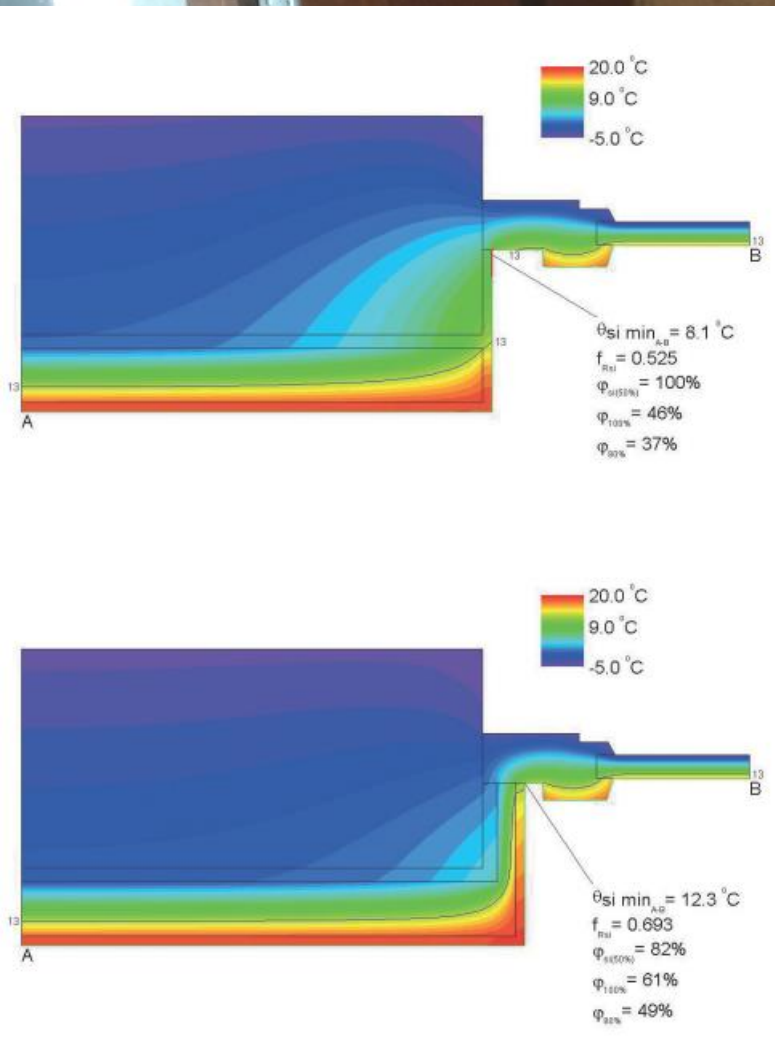 20.0 °C
9.0 °C
-5.0 °C
13
B
13
θsi min A-B = 8.1 °C
fRsi = 0.525
φsi(50%) = 100%
φ100% = 46%
φ80% = 37%
13
13
A
20.0 °C
9.0 °C
-5.0 °C
13
B
θsi min A-B = 12.3 °C
fRsi = 0.693
φsi(50%) = 82%
φ100% = 61%
φ80% = 49%
13
A